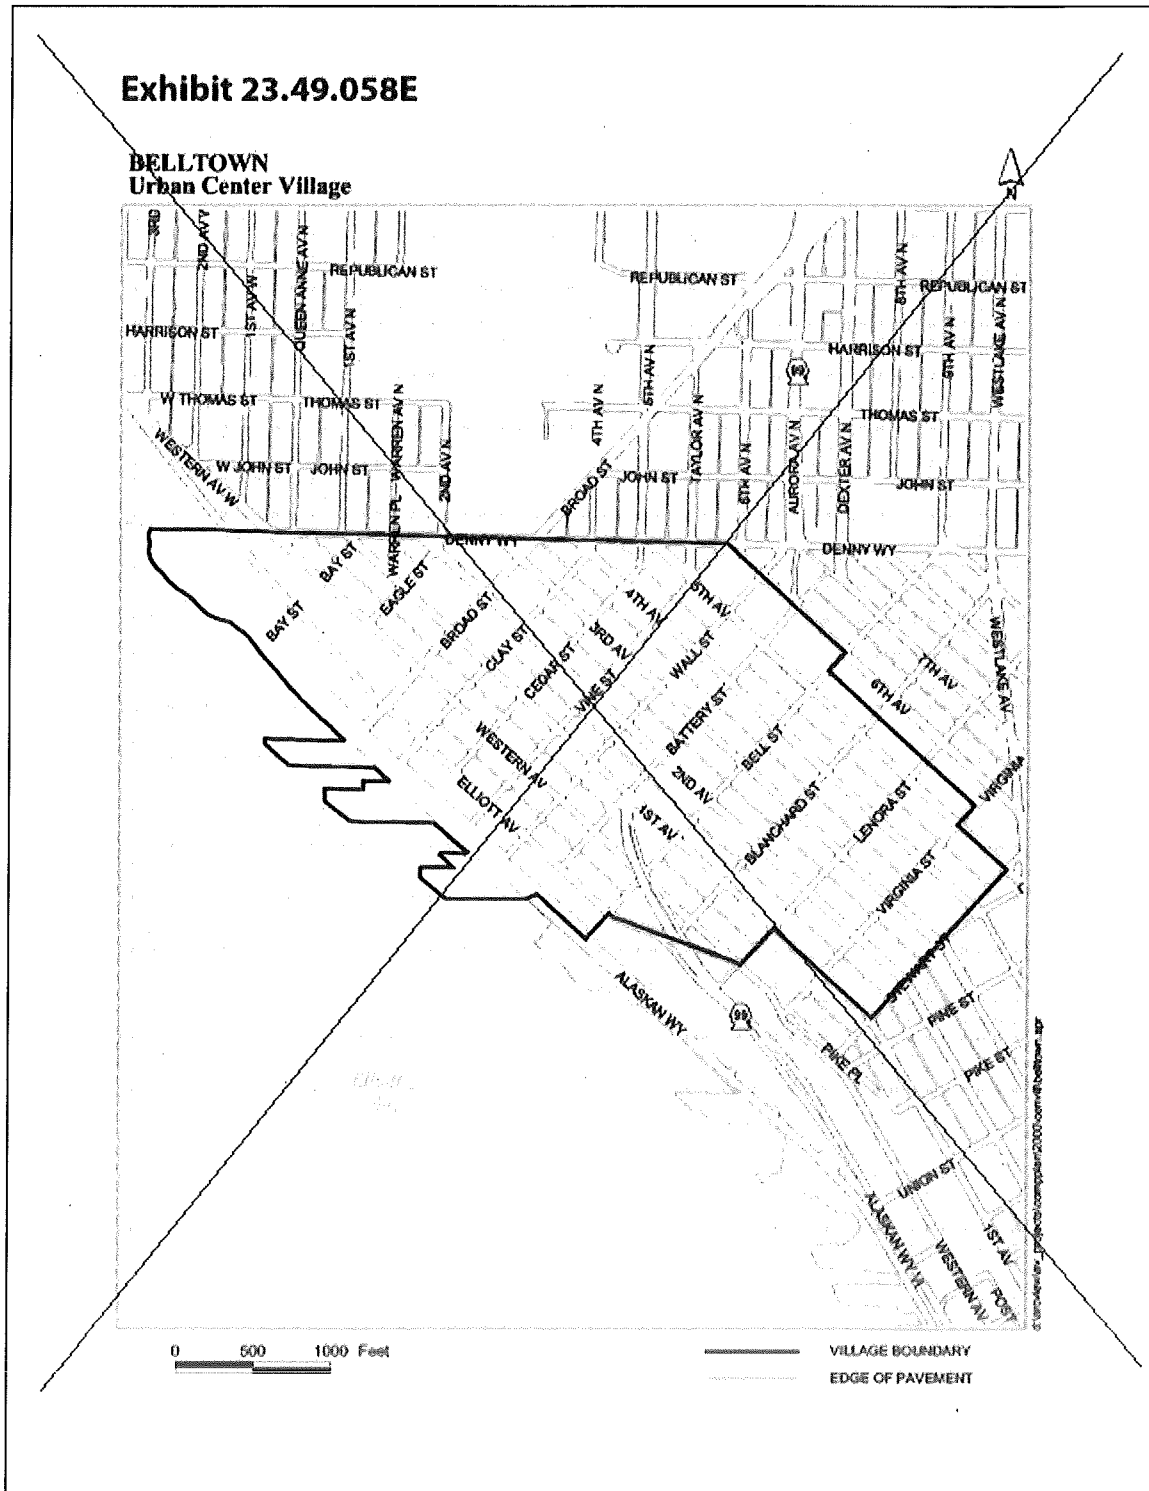 Exhibit 23.49.058E
BELLTOWN
Urban Center Village
N
3RD
2ND AV
1ST AV W
QUEEN ANNE AV N
1ST AV N
REPUBLICAN ST
REPUBLICAN ST
8TH AV N
REPUBLICAN ST
HARRISON ST
HARRISON ST
5TH AV N
9TH AV N
WESTLAKE AV N
99
W THOMAS ST
THOMAS ST
WARREN AV N
4TH AV N
THOMAS ST
WESTERN AV W
W JOHN ST
JOHN ST
WARREN PL
2ND AV N
BROAD ST
JOHN ST
TAYLOR AV N
6TH AV N
AURORA AV N
DEXTER AV N
JOHN ST
DENNY WY
DENNY WY
BAY ST
EAGLE ST
BAY ST
BROAD ST
CLAY ST
CEDAR ST
VINE ST
4TH AV
5TH AV
3RD AV
WALL ST
7TH AV
6TH AV
WESTLAKE AV
BATTERY ST
BELL ST
WESTERN AV
ELLIOTT AV
2ND AV
1ST AV
BLANCHARD ST
LENORA ST
VIRGINIA
VIRGINIA ST
STEWART ST
ALASKAN WY
99
PINE ST
PIKE PL
PIKE ST
UNION ST
ALASKAN WY VI
WESTERN AV
1ST AV
POST
0 500 1000 Feet
VILLAGE BOUNDARY
EDGE OF PAVEMENT